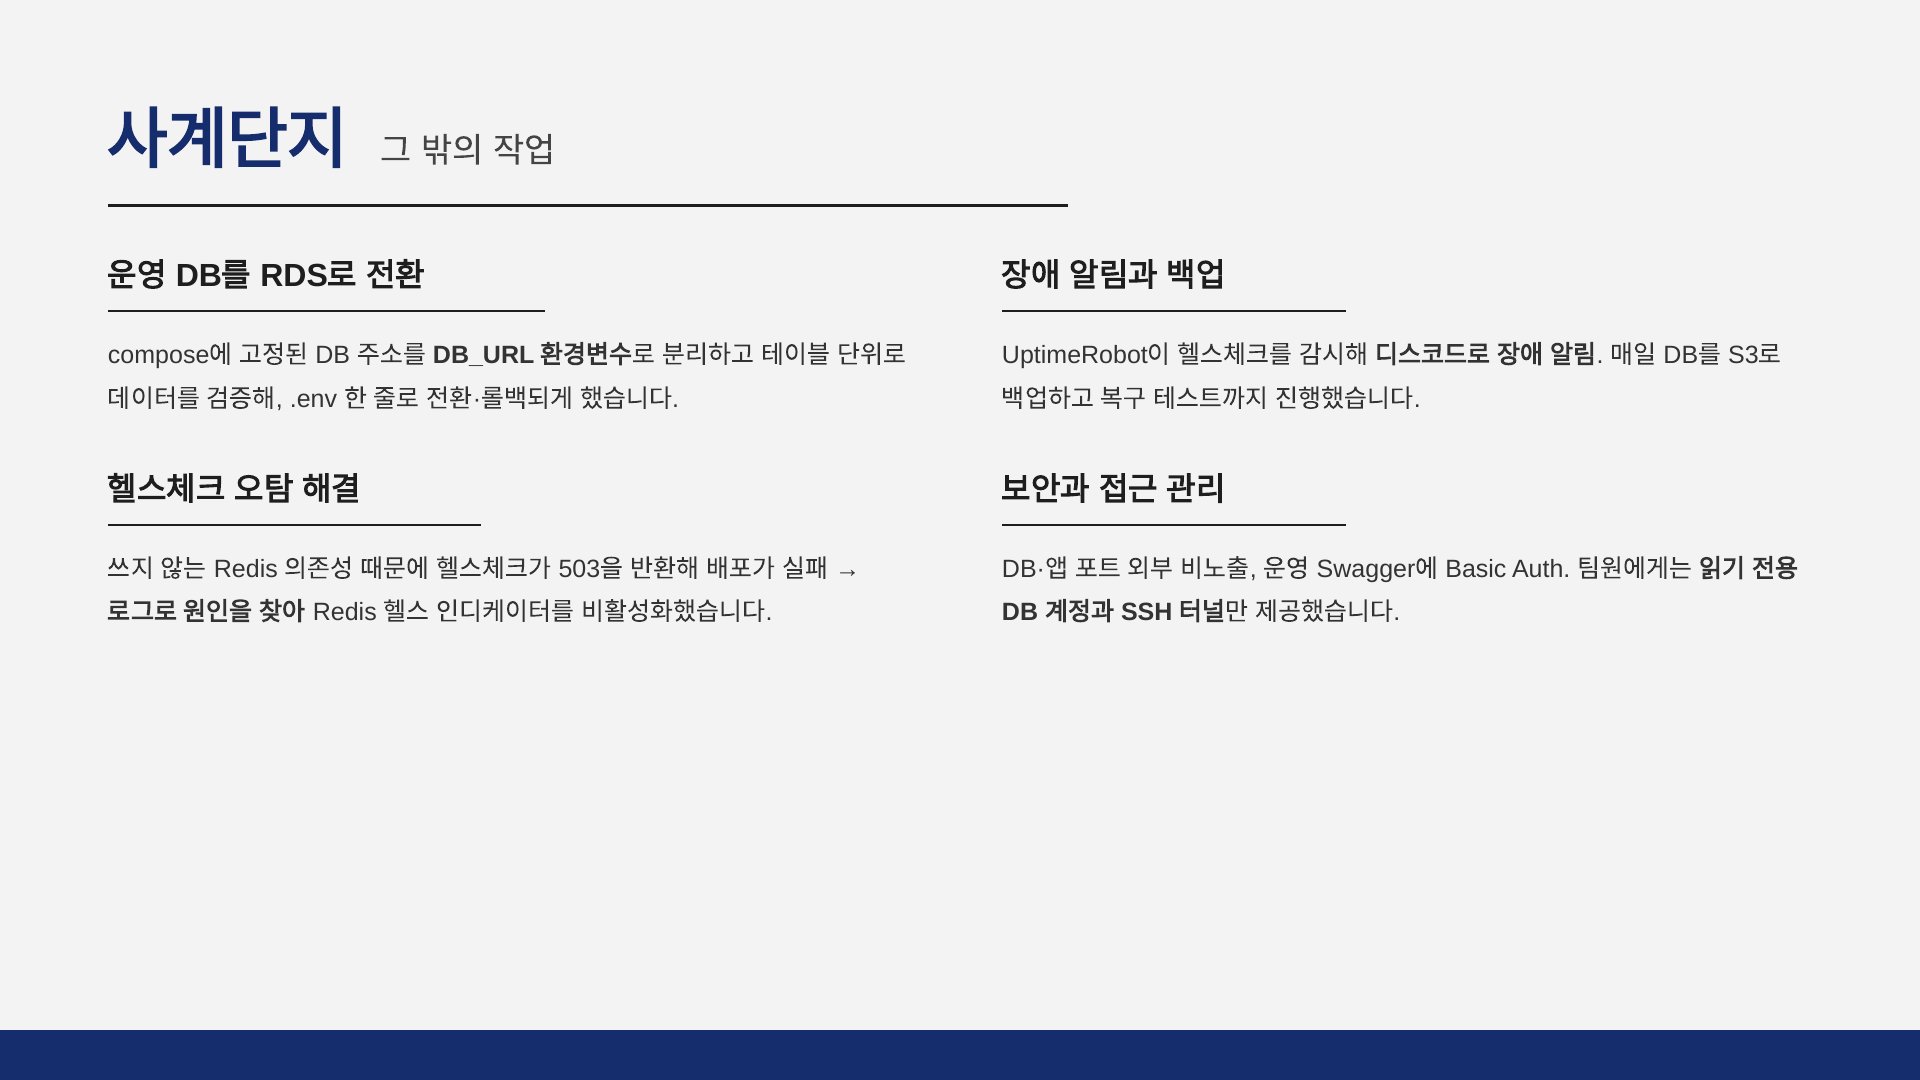 사계단지 그 밖의 작업
운영 DB를 RDS로 전환
compose에 고정된 DB 주소를 DB_URL 환경변수로 분리하고 테이블 단위로
데이터를 검증해, .env 한 줄로 전환·롤백되게 했습니다.
장애 알림과 백업
UptimeRobot이 헬스체크를 감시해 디스코드로 장애 알림. 매일 DB를 S3로
백업하고 복구 테스트까지 진행했습니다.
헬스체크 오탐 해결
쓰지 않는 Redis 의존성 때문에 헬스체크가 503을 반환해 배포가 실패 →
로그로 원인을 찾아 Redis 헬스 인디케이터를 비활성화했습니다.
보안과 접근 관리
DB·앱 포트 외부 비노출, 운영 Swagger에 Basic Auth. 팀원에게는 읽기 전용
DB 계정과 SSH 터널만 제공했습니다.